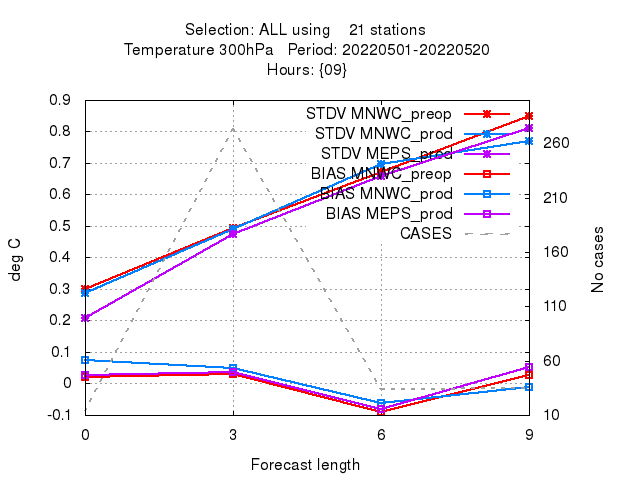 Selection: ALL using 21 stations
Temperature 300hPa Period: 20220501-20220520
Hours: {09}
STDV MNWC_preop
STDV MNWC_prod
STDV MEPS_prod
BIAS MNWC_preop
BIAS MNWC_prod
BIAS MEPS_prod
CASES
deg C
0.9
0.8
0.7
0.6
0.5
0.4
0.3
0.2
0.1
0
-0.1
260
210
160
110
60
10
No cases
0 3 6 9
Forecast length